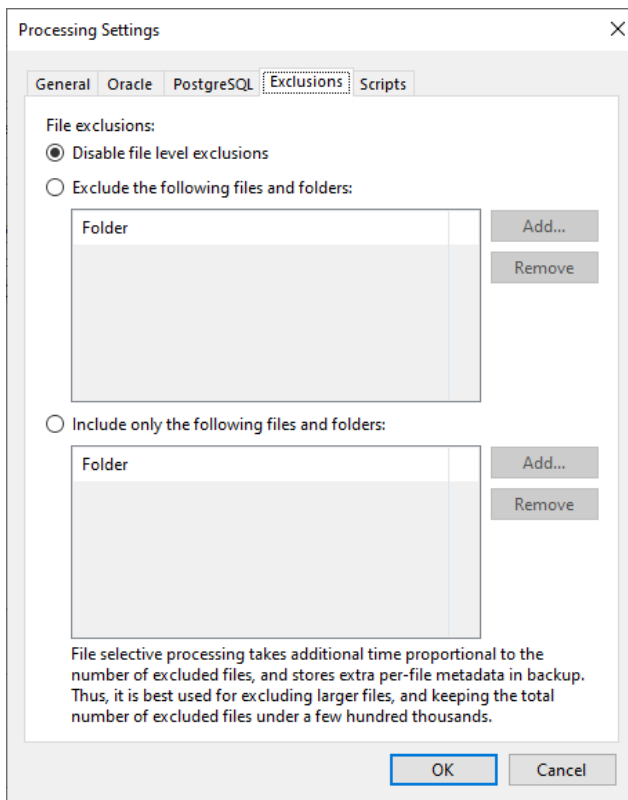 Processing Settings
General Oracle PostgreSQL Exclusions Scripts
File exclusions:
Disable file level exclusions
Exclude the following files and folders:
Folder
Add...
Remove
Include only the following files and folders:
Folder
Add...
Remove
File selective processing takes additional time proportional to the
number of excluded files, and stores extra per-file metadata in backup.
Thus, it is best used for excluding larger files, and keeping the total
number of excluded files under a few hundred thousands.
OK Cancel